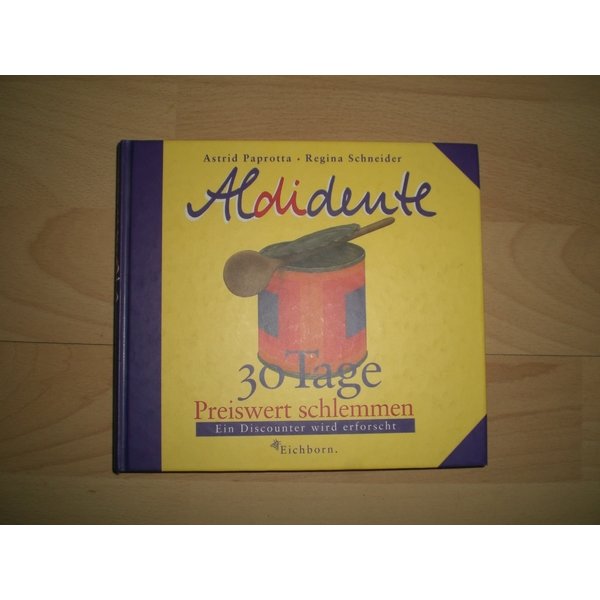 Astrid Paprotta • Regina Schneider
Aldidente
30 Tage
Preiswert schlemmen
Ein Discounter wird erforscht
Eichborn.